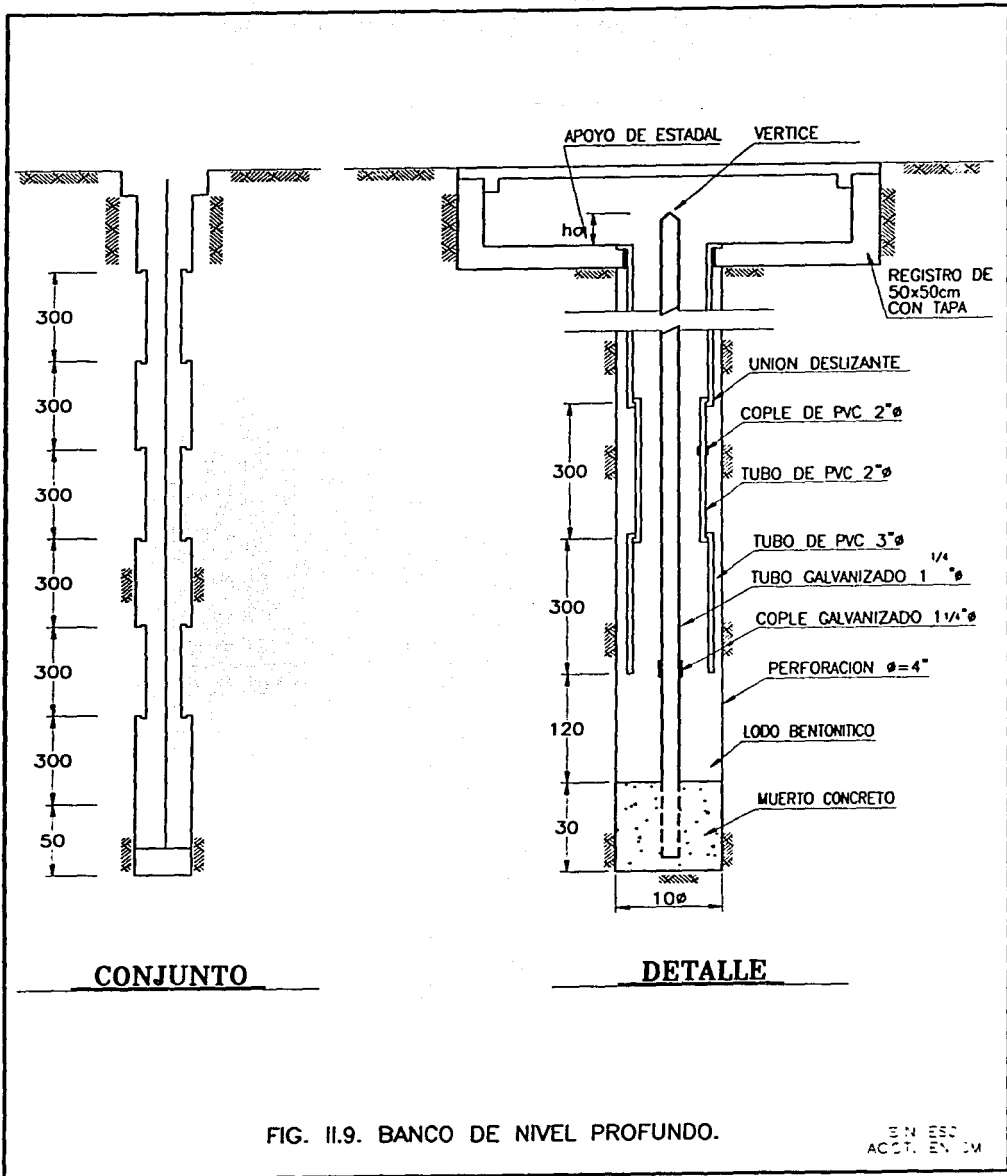 APOYO DE ESTADAL
VERTICE
ho
REGISTRO DE
50x50cm
CON TAPA
300
300
300
300
300
300
50
UNION DESLIZANTE
COPLE DE PVC 2"ø
300
TUBO DE PVC 2"ø
TUBO DE PVC 3"ø
TUBO GALVANIZADO 1 1/4"ø
300
COPLE GALVANIZADO 1 1/4"ø
PERFORACION ø=4"
120
LODO BENTONITICO
MUERTO CONCRETO
30
10ø
CONJUNTO
DETALLE
FIG. II.9. BANCO DE NIVEL PROFUNDO.
ACOT. EN CM